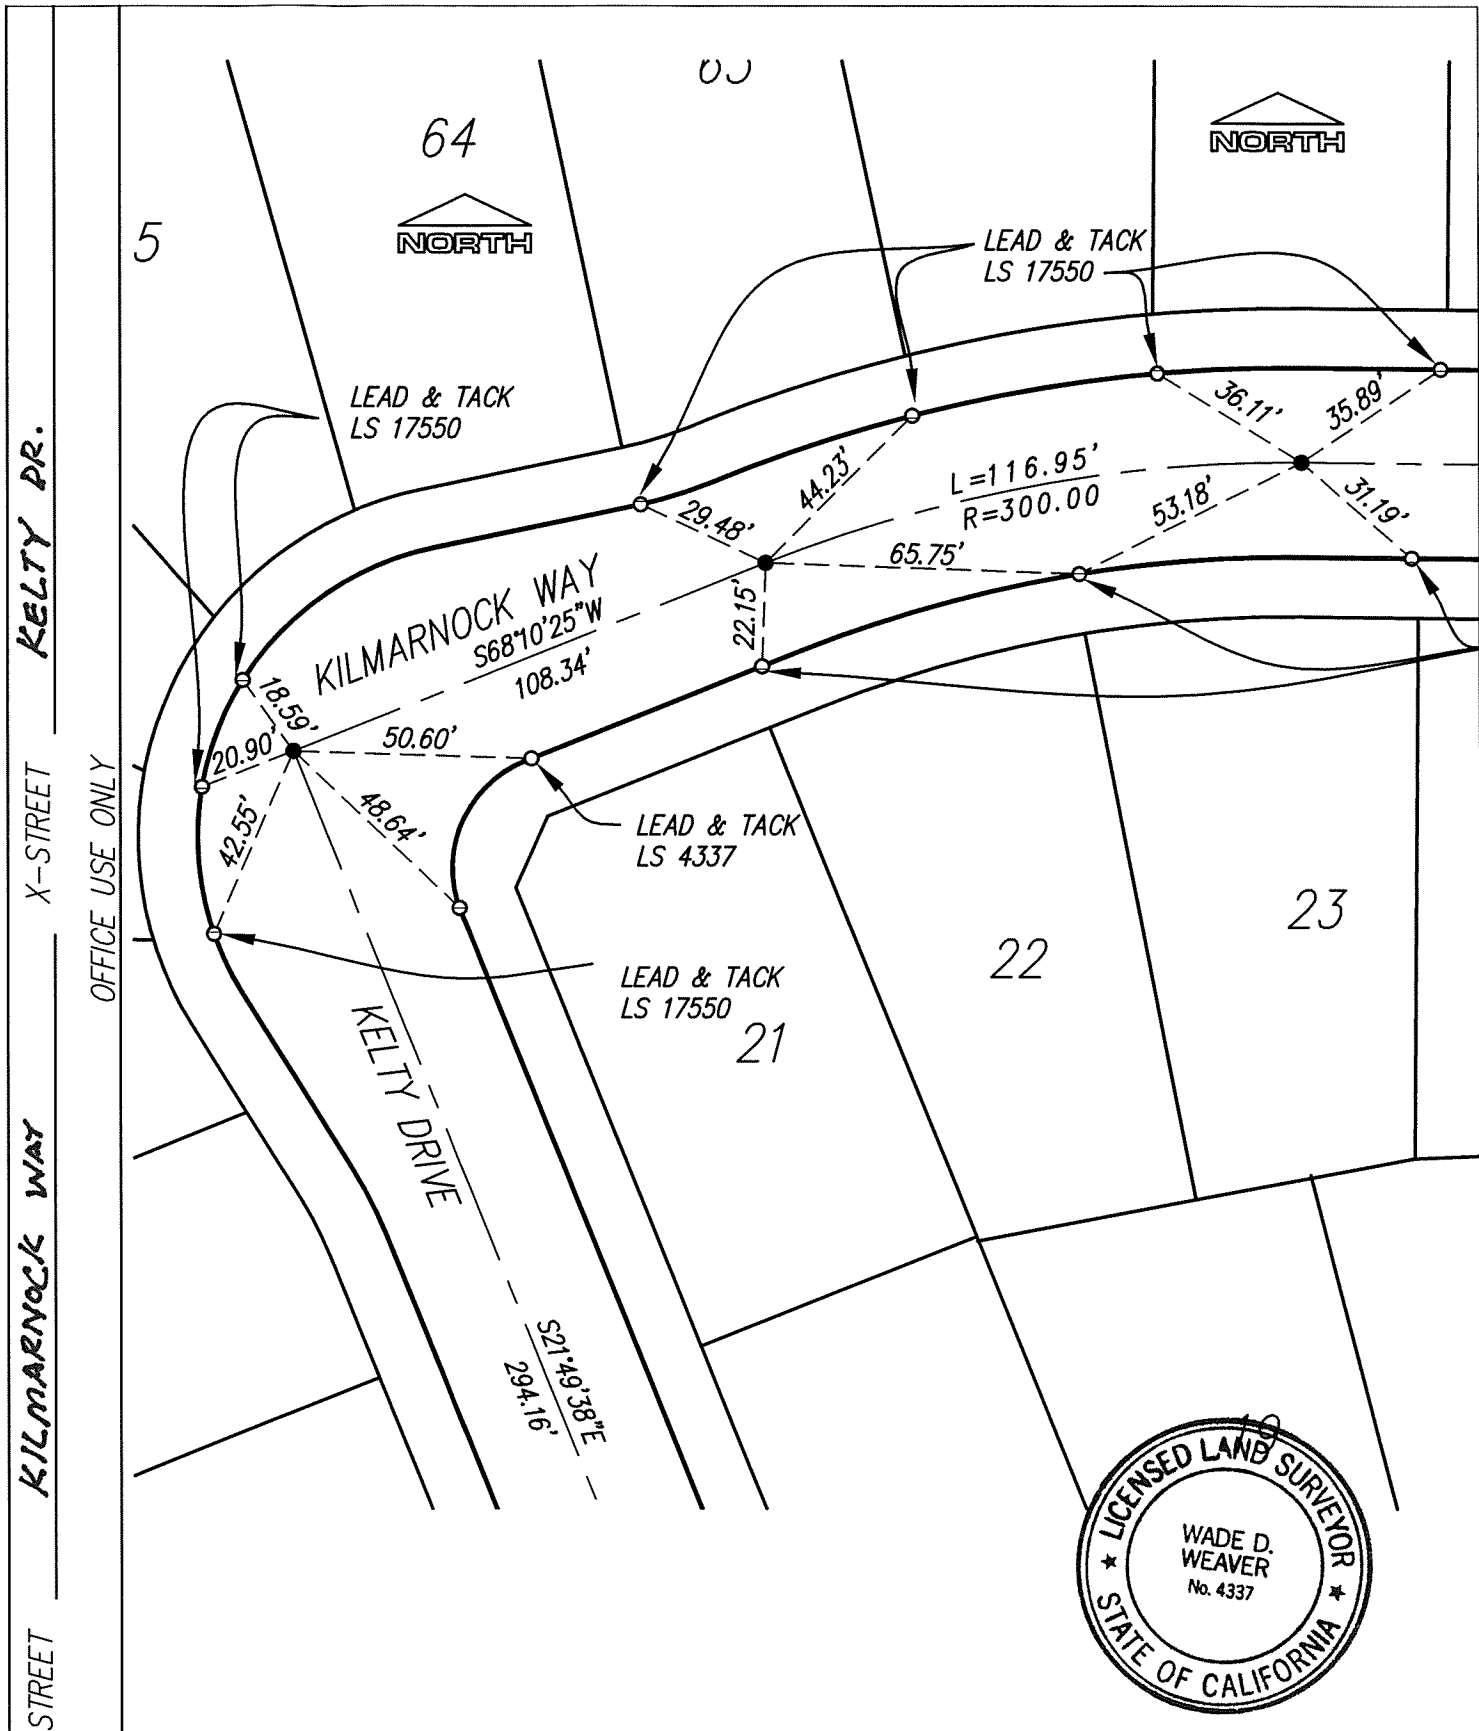 65
64
NORTH
NORTH
5
LEAD & TACK
LS 17550
LEAD & TACK
LS 17550
36.11'
35.89'
44.23'
L=116.95'
R=300.00
29.48'
53.18'
31.19'
65.75'
22.15'
KILMARNOCK WAY
S68°10'25"W
108.34'
18.59'
20.90'
50.60'
42.55'
48.64'
LEAD & TACK
LS 4337
23
22
LEAD & TACK
LS 17550
21
KELTY DRIVE
S21°49'38"E
294.16'
19
LICENSED LAND SURVEYOR
WADE D.
WEAVER
No. 4337
STATE OF CALIFORNIA
STREET KILMARNOCK WAY X-STREET KELTY DR.
OFFICE USE ONLY